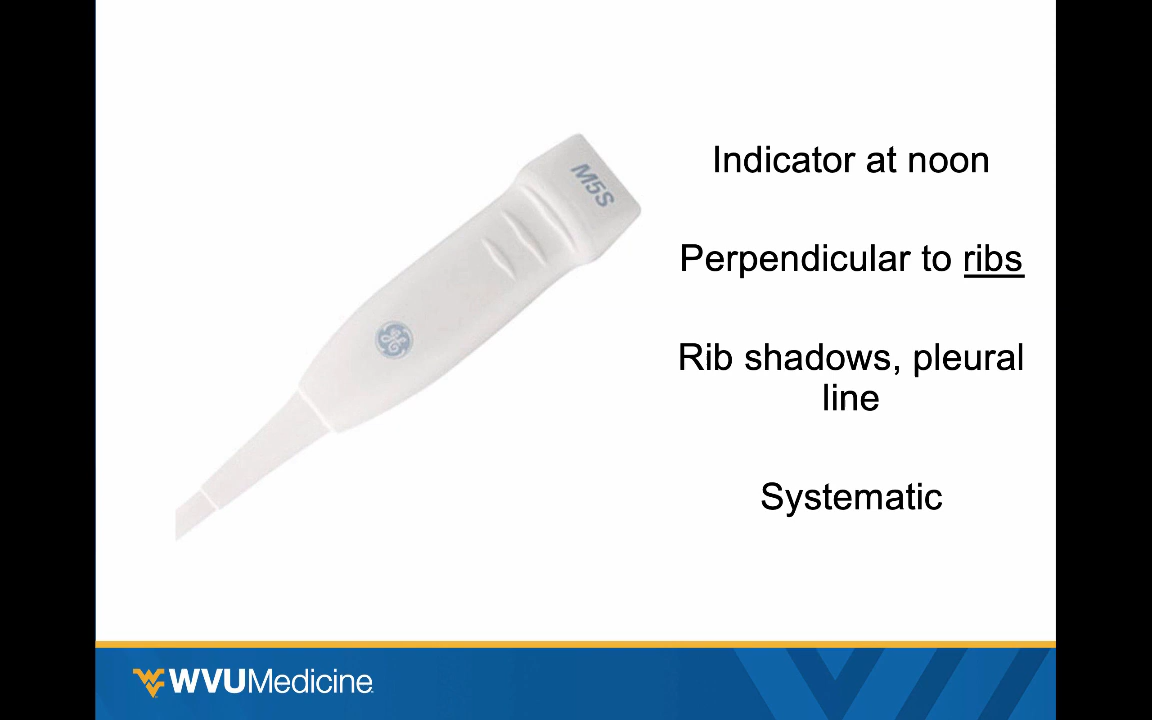 M5S
Indicator at noon
Perpendicular to ribs
Rib shadows, pleural
line
Systematic
WVUMedicine